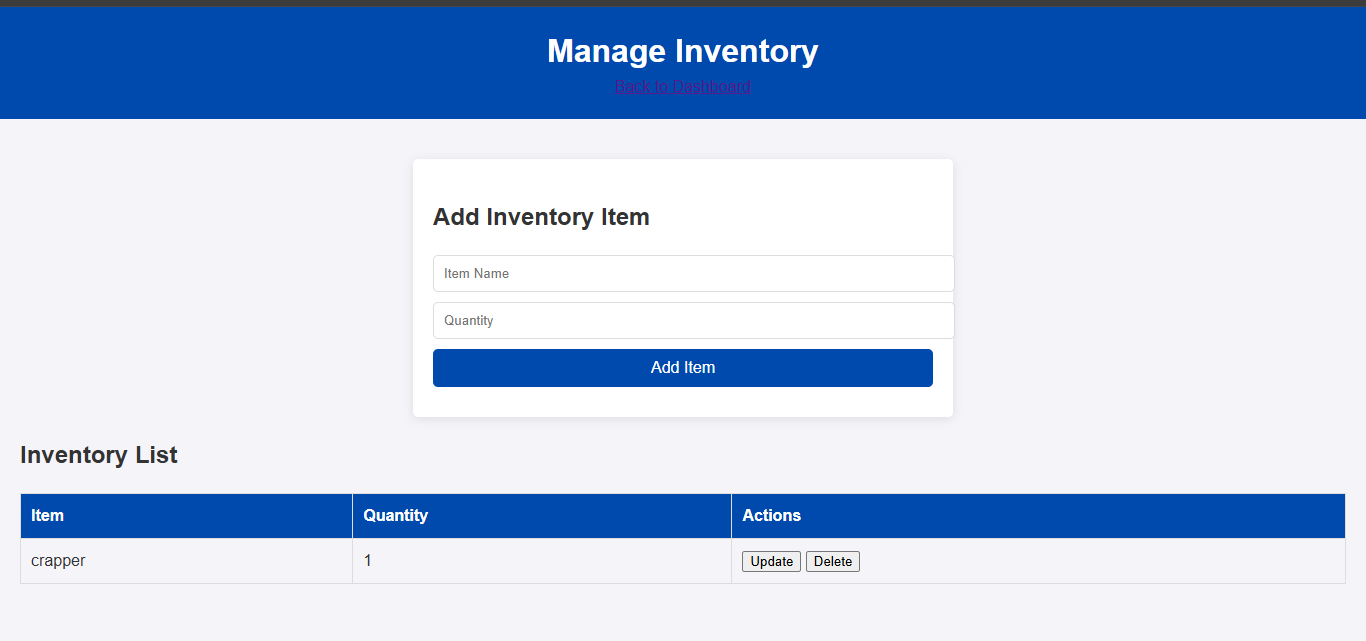 Manage Inventory
Back to Dashboard
Add Inventory Item
Item Name
Quantity
Add Item
Inventory List
Item Quantity Actions
crapper 1 Update Delete